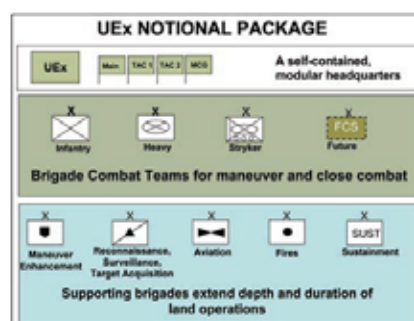 UEx NOTIONAL PACKAGE
UEx
Main TAC 1 TAC 2 MCG
A self-contained,
modular headquarters
X X X X
FCS
Infantry Heavy Stryker Future
Brigade Combat Teams for maneuver and close combat
X X X X X
SUST
Maneuver
Enhancement
Reconnaissance,
Surveillance,
Target Acquisition
Aviation
Fires
Sustainment
Supporting brigades extend depth and duration of
land operations